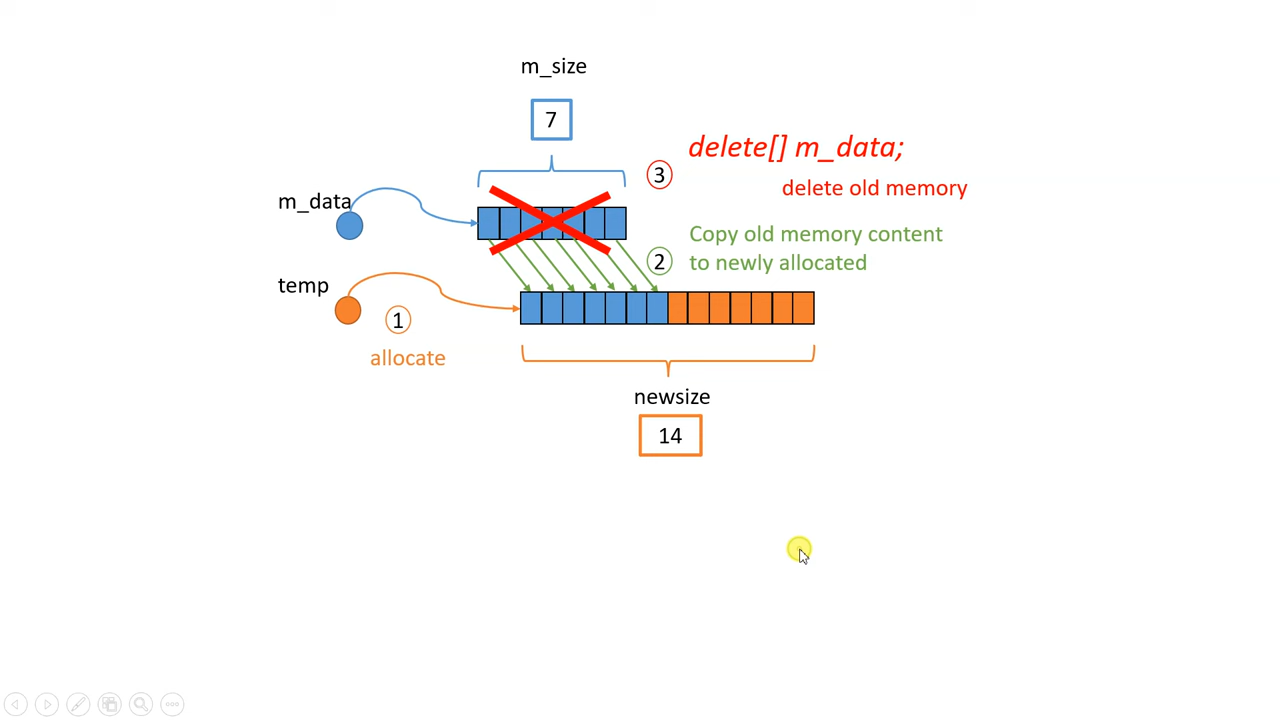 m_size
7
delete[] m_data;
3
delete old memory
m_data
Copy old memory content
2
to newly allocated
temp
1
allocate
newsize
14